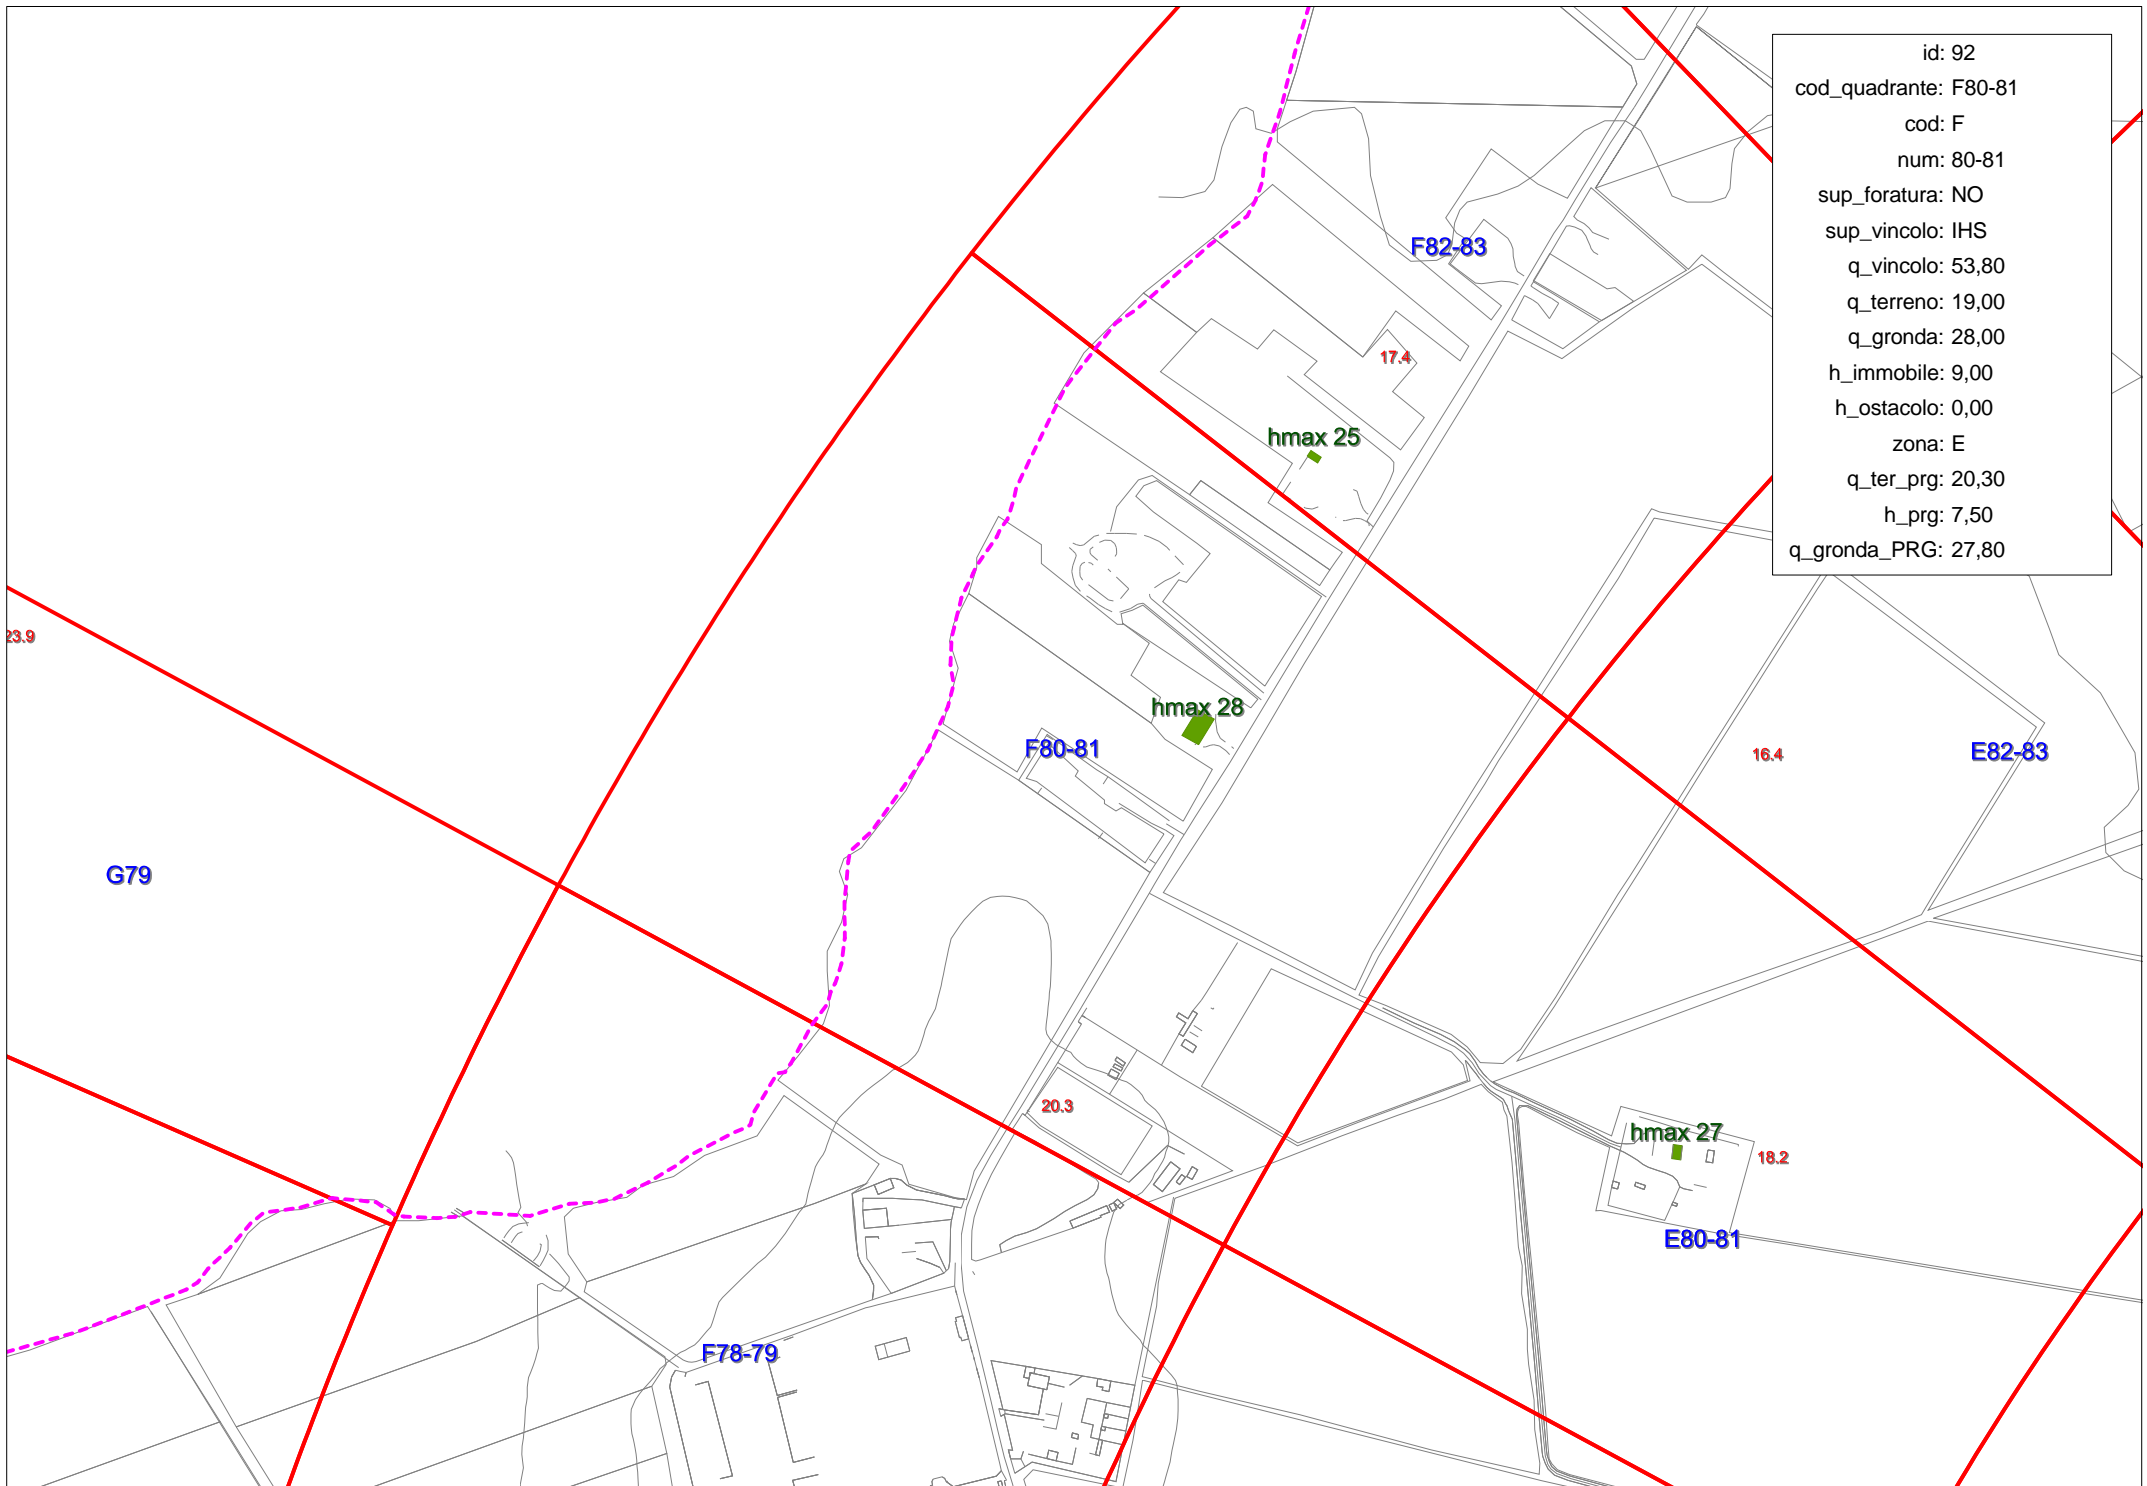 id: 92
cod_quadrante: F80-81
cod: F
num: 80-81
sup_foratura: NO
sup_vincolo: IHS
q_vincolo: 53,80
q_terreno: 19,00
q_gronda: 28,00
h_immobile: 9,00
h_ostacolo: 0,00
zona: E
q_ter_prg: 20,30
h_prg: 7,50
q_gronda_PRG: 27,80
F82-83
17.4
hmax 25
23.9
hmax 28
F80-81
16.4
E82-83
G79
20.3
hmax 27
18.2
E80-81
F78-79